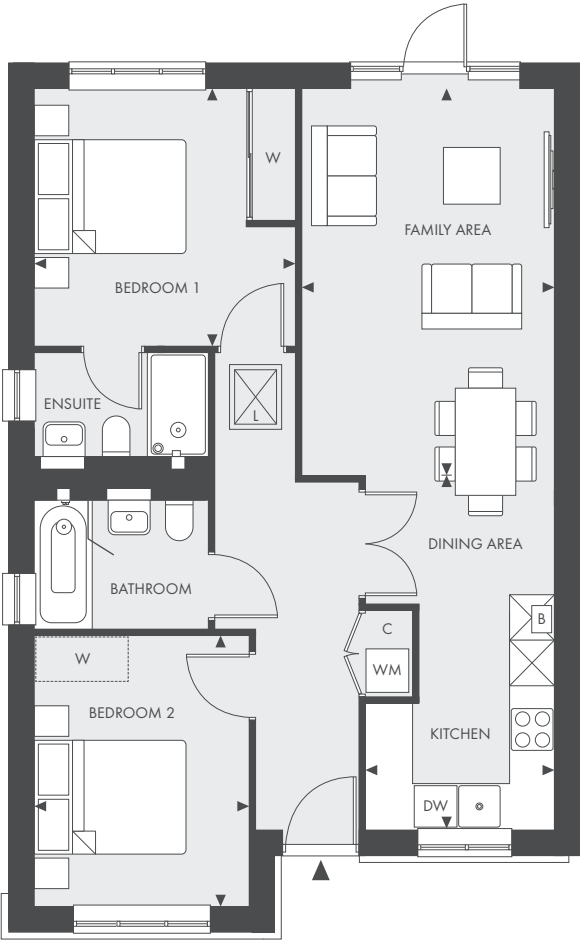 W
FAMILY AREA
BEDROOM 1
ENSUITE
L
DINING AREA
BATHROOM
B
C
W
WM
BEDROOM 2
KITCHEN
DW